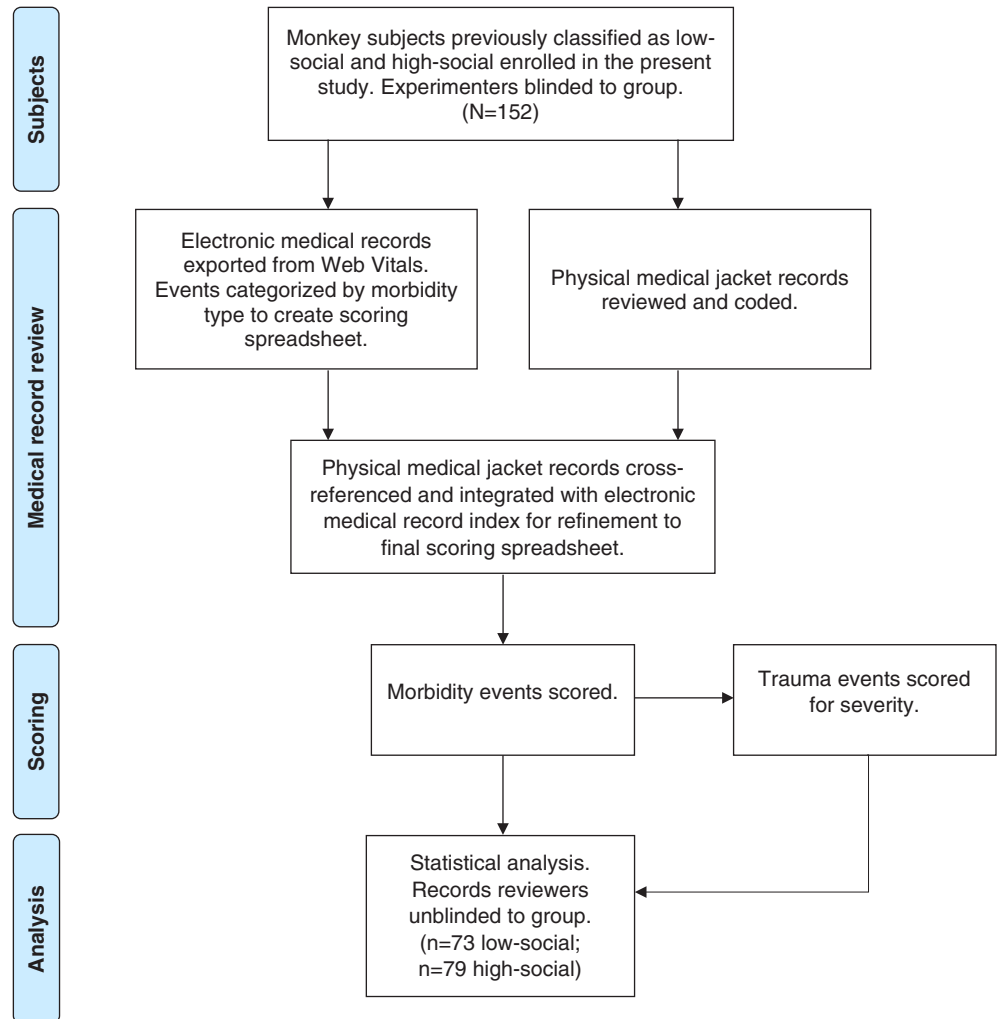 Subjects
Monkey subjects previously classified as low-
social and high-social enrolled in the present
study. Experimenters blinded to group.
(N=152)
Medical record review
Electronic medical records
exported from Web Vitals.
Events categorized by morbidity
type to create scoring
spreadsheet.
Physical medical jacket records
reviewed and coded.
Physical medical jacket records cross-
referenced and integrated with electronic
medical record index for refinement to
final scoring spreadsheet.
Scoring
Morbidity events scored.
Trauma events scored
for severity.
Analysis
Statistical analysis.
Records reviewers
unblinded to group.
(n=73 low-social;
n=79 high-social)